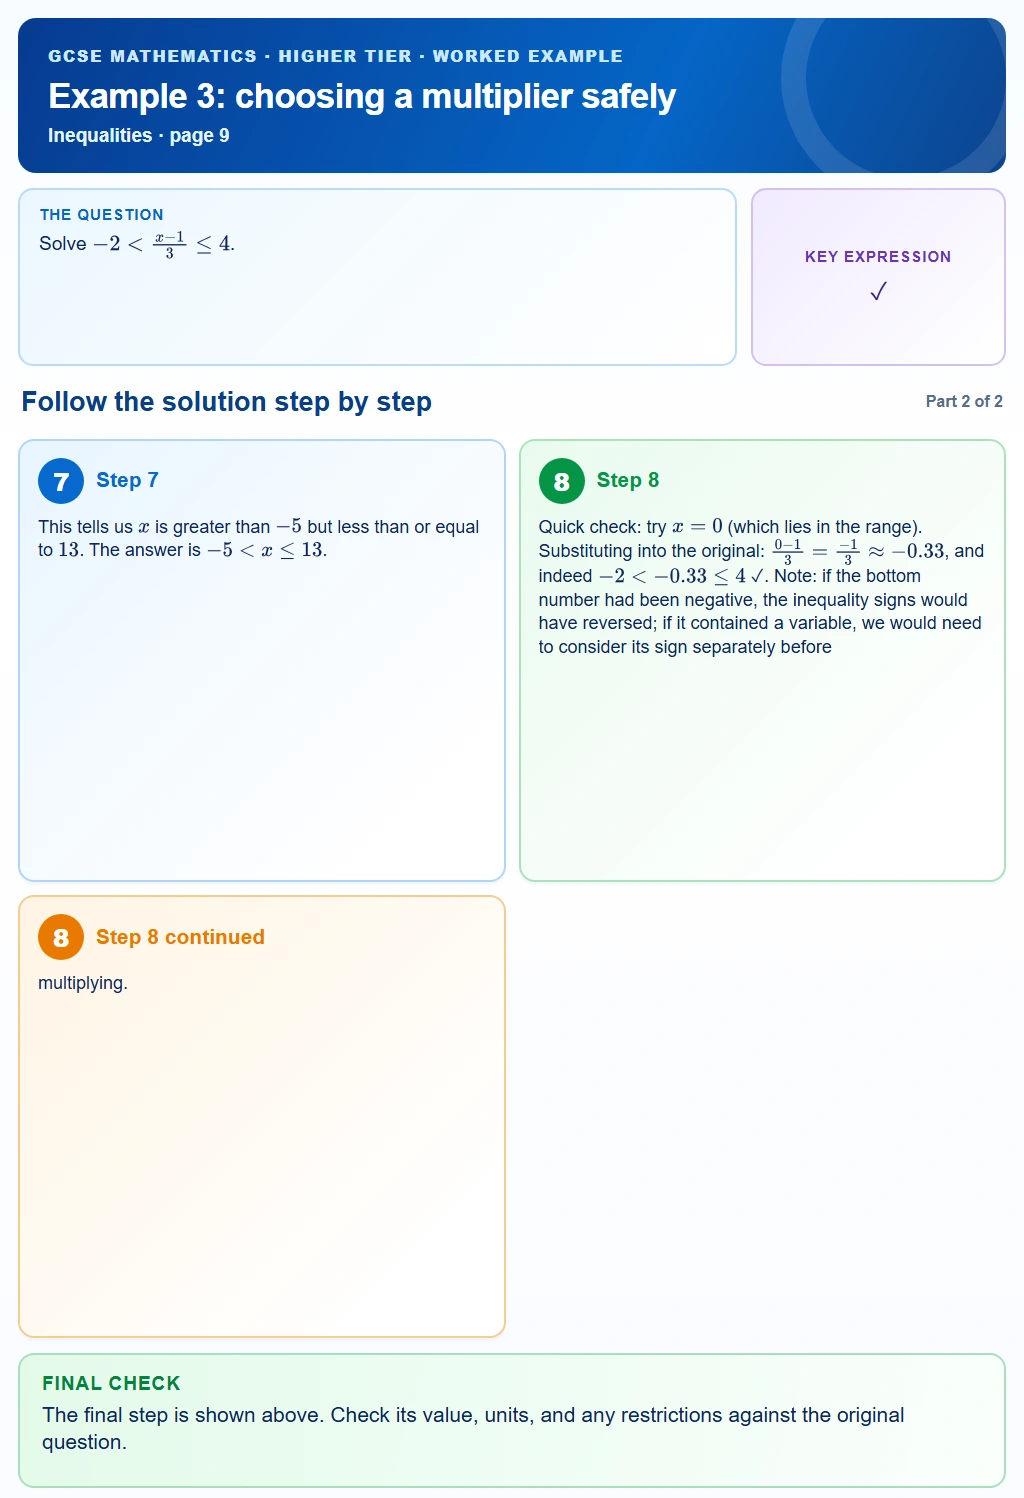 GCSE MATHEMATICS · HIGHER TIER · WORKED EXAMPLE
Example 3: choosing a multiplier safely
Inequalities · page 9
THE QUESTION
Solve $-2 < \frac{x-1}{3} \leq 4$.
KEY EXPRESSION
✓
Follow the solution step by step
Part 2 of 2
7 Step 7
This tells us $x$ is greater than $-5$ but less than or equal
to $13$. The answer is $-5 < x \leq 13$.
8 Step 8
Quick check: try $x = 0$ (which lies in the range).
Substituting into the original: $\frac{0-1}{3} = \frac{-1}{3} \approx -0.33$, and
indeed $-2 < -0.33 \leq 4$ ✓. Note: if the bottom
number had been negative, the inequality signs would
have reversed; if it contained a variable, we would need
to consider its sign separately before
8 Step 8 continued
multiplying.
FINAL CHECK
The final step is shown above. Check its value, units, and any restrictions against the original
question.